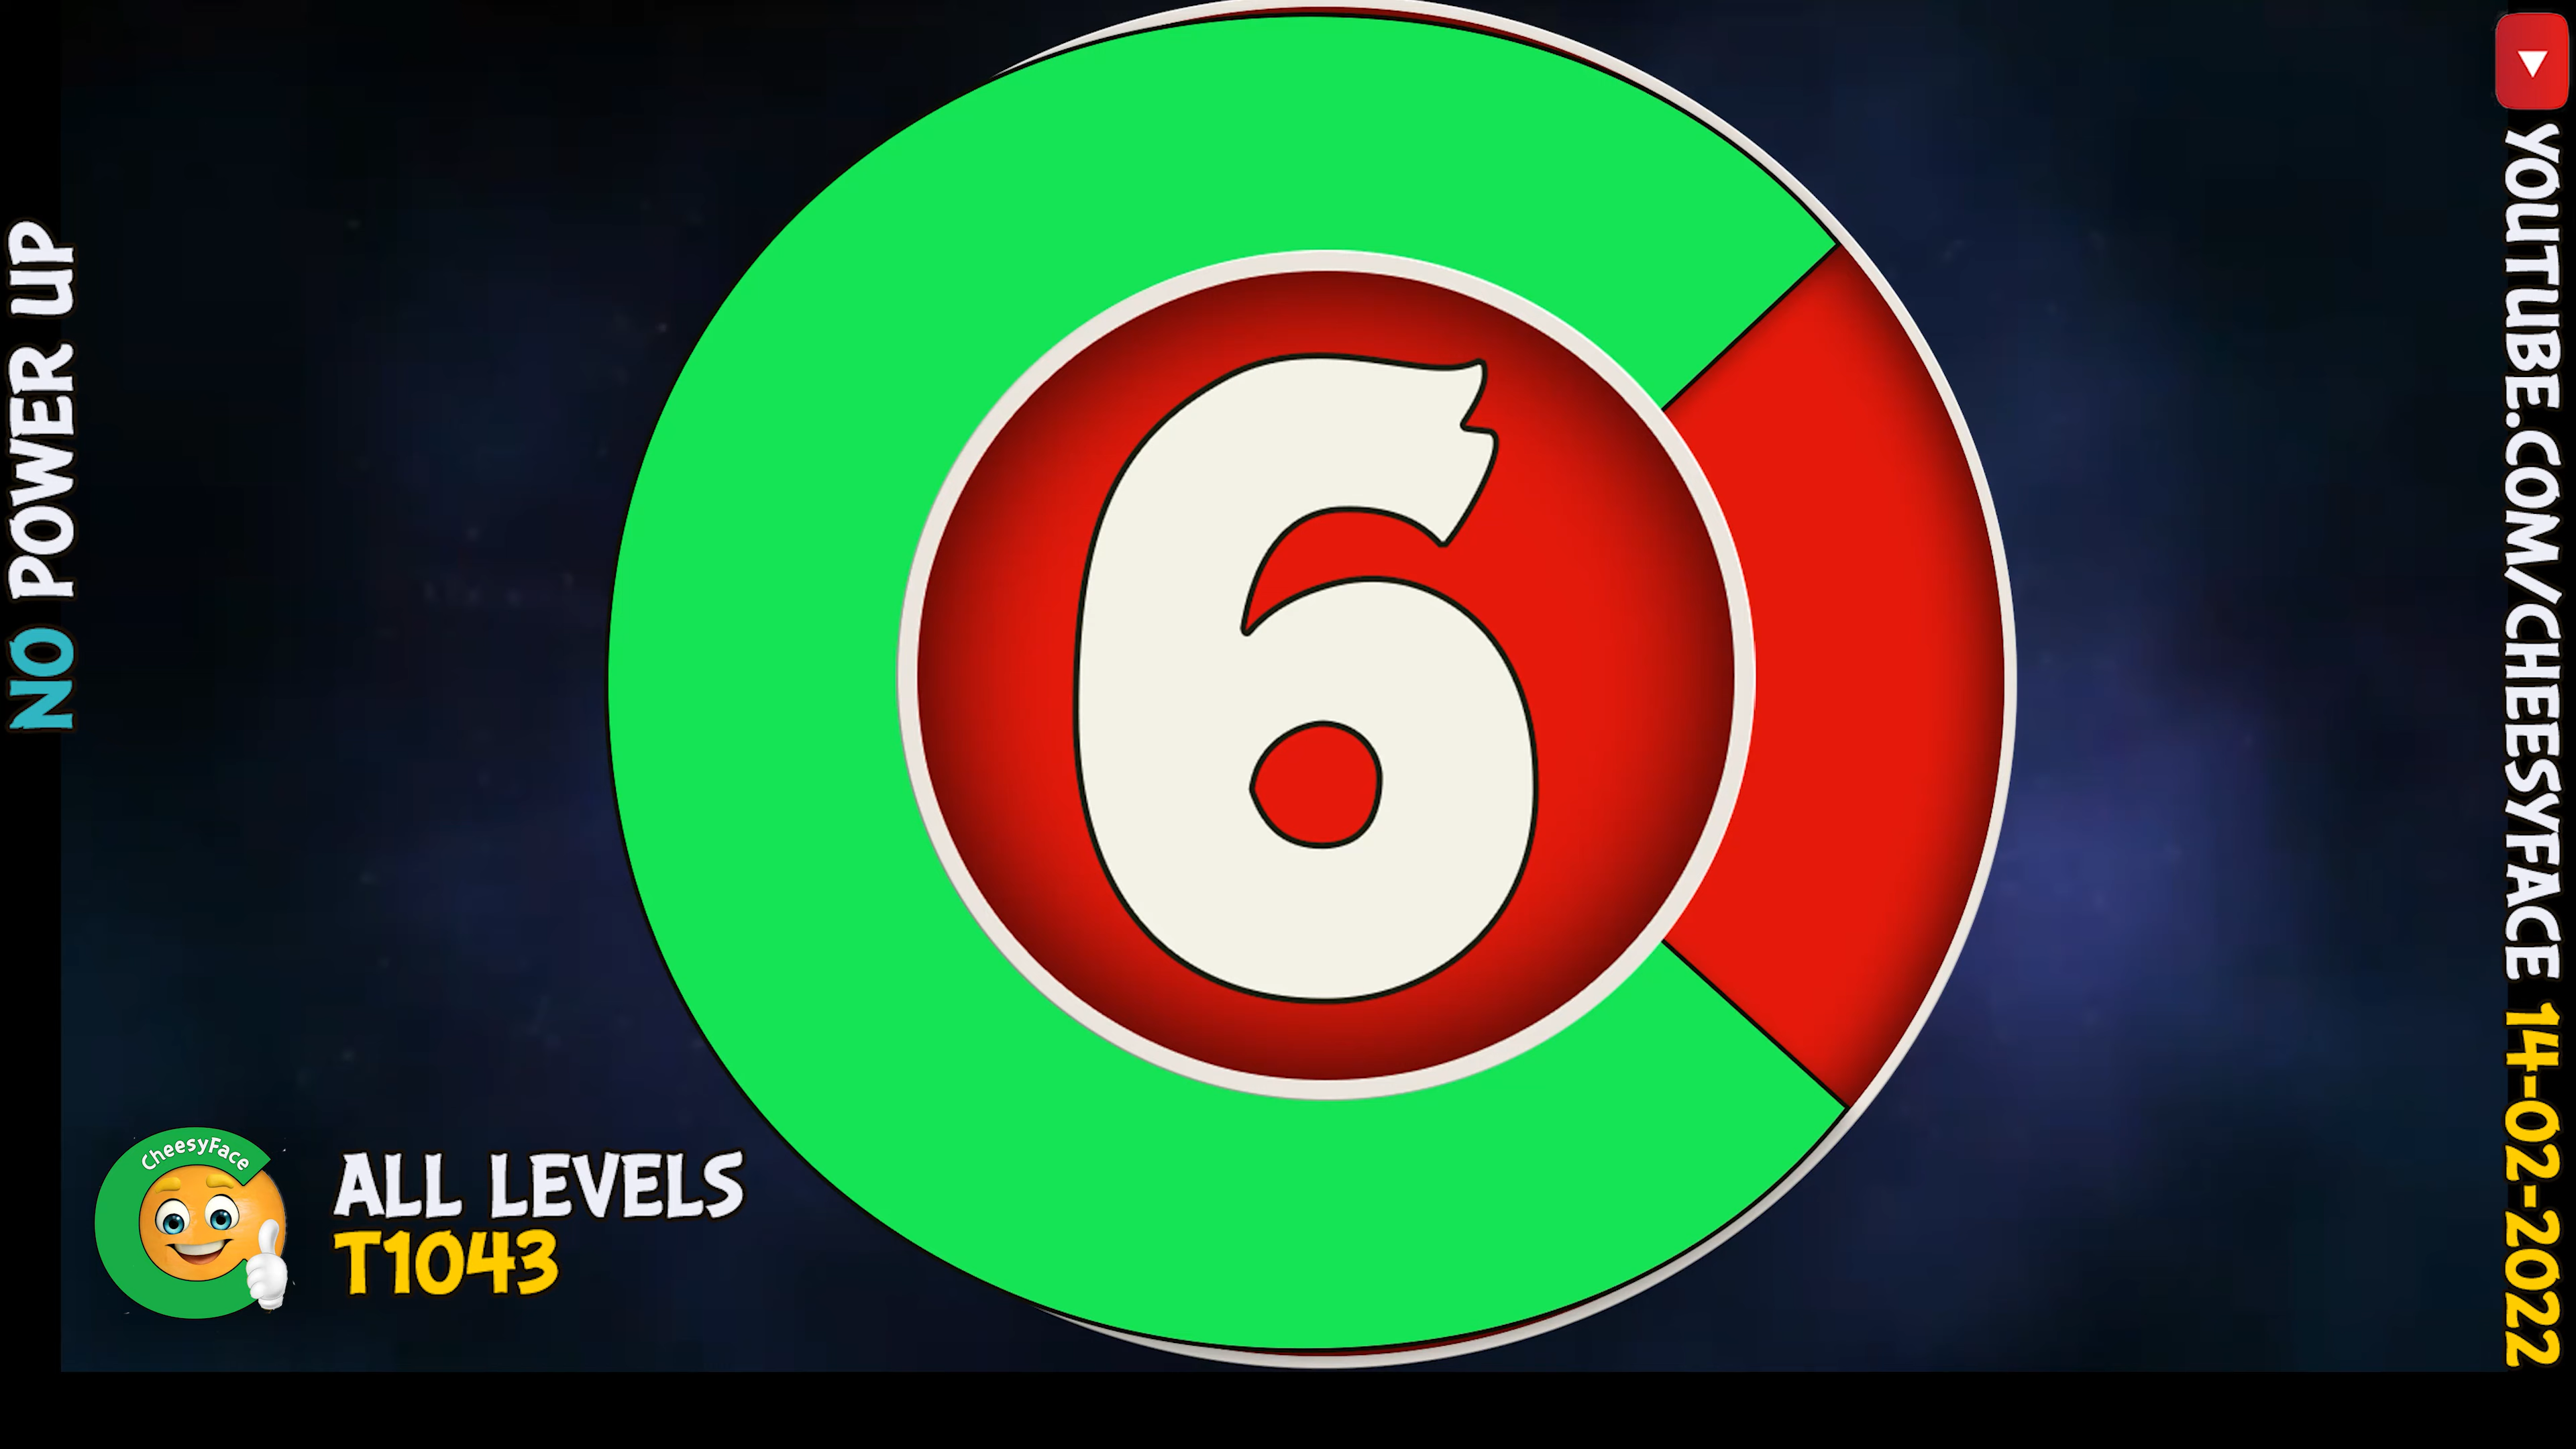 NO POWER UP
6
CheesyFace
ALL LEVELS
T1043
YOUTUBE.COM/CHEESYFACE 14-02-2022